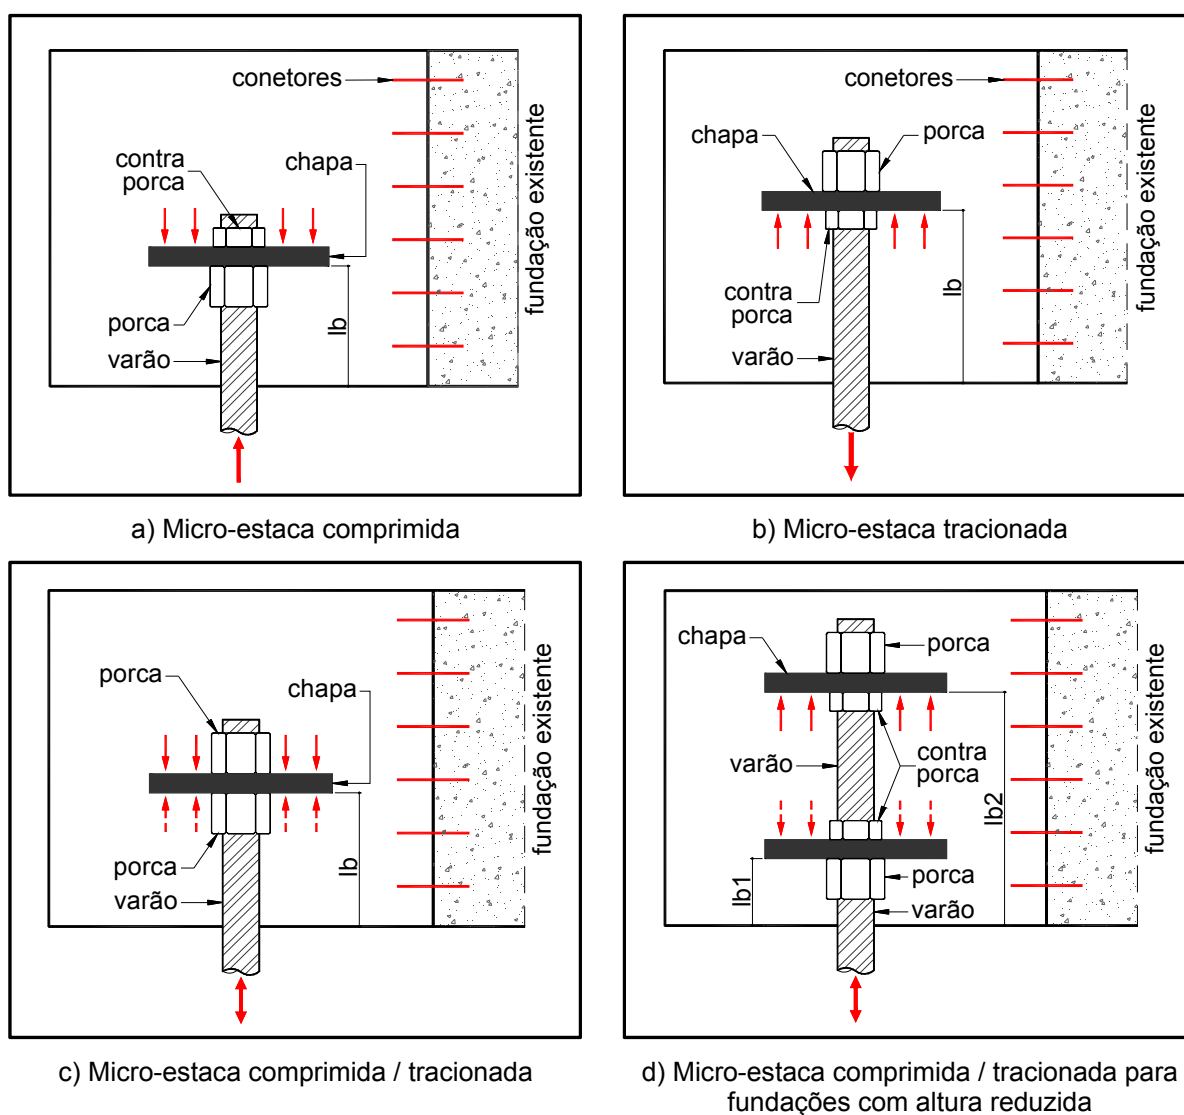 conetores
contra
porca
chapa
porca
varão
lb
fundação existente
a) Micro-estaca comprimida
conetores
porca
chapa
contra
porca
varão
lb
fundação existente
b) Micro-estaca tracionada
porca
chapa
porca
varão
lb
fundação existente
c) Micro-estaca comprimida / tracionada
chapa
porca
varão
contra
porca
lb2
lb1
porca
varão
fundação existente
d) Micro-estaca comprimida / tracionada para
fundações com altura reduzida